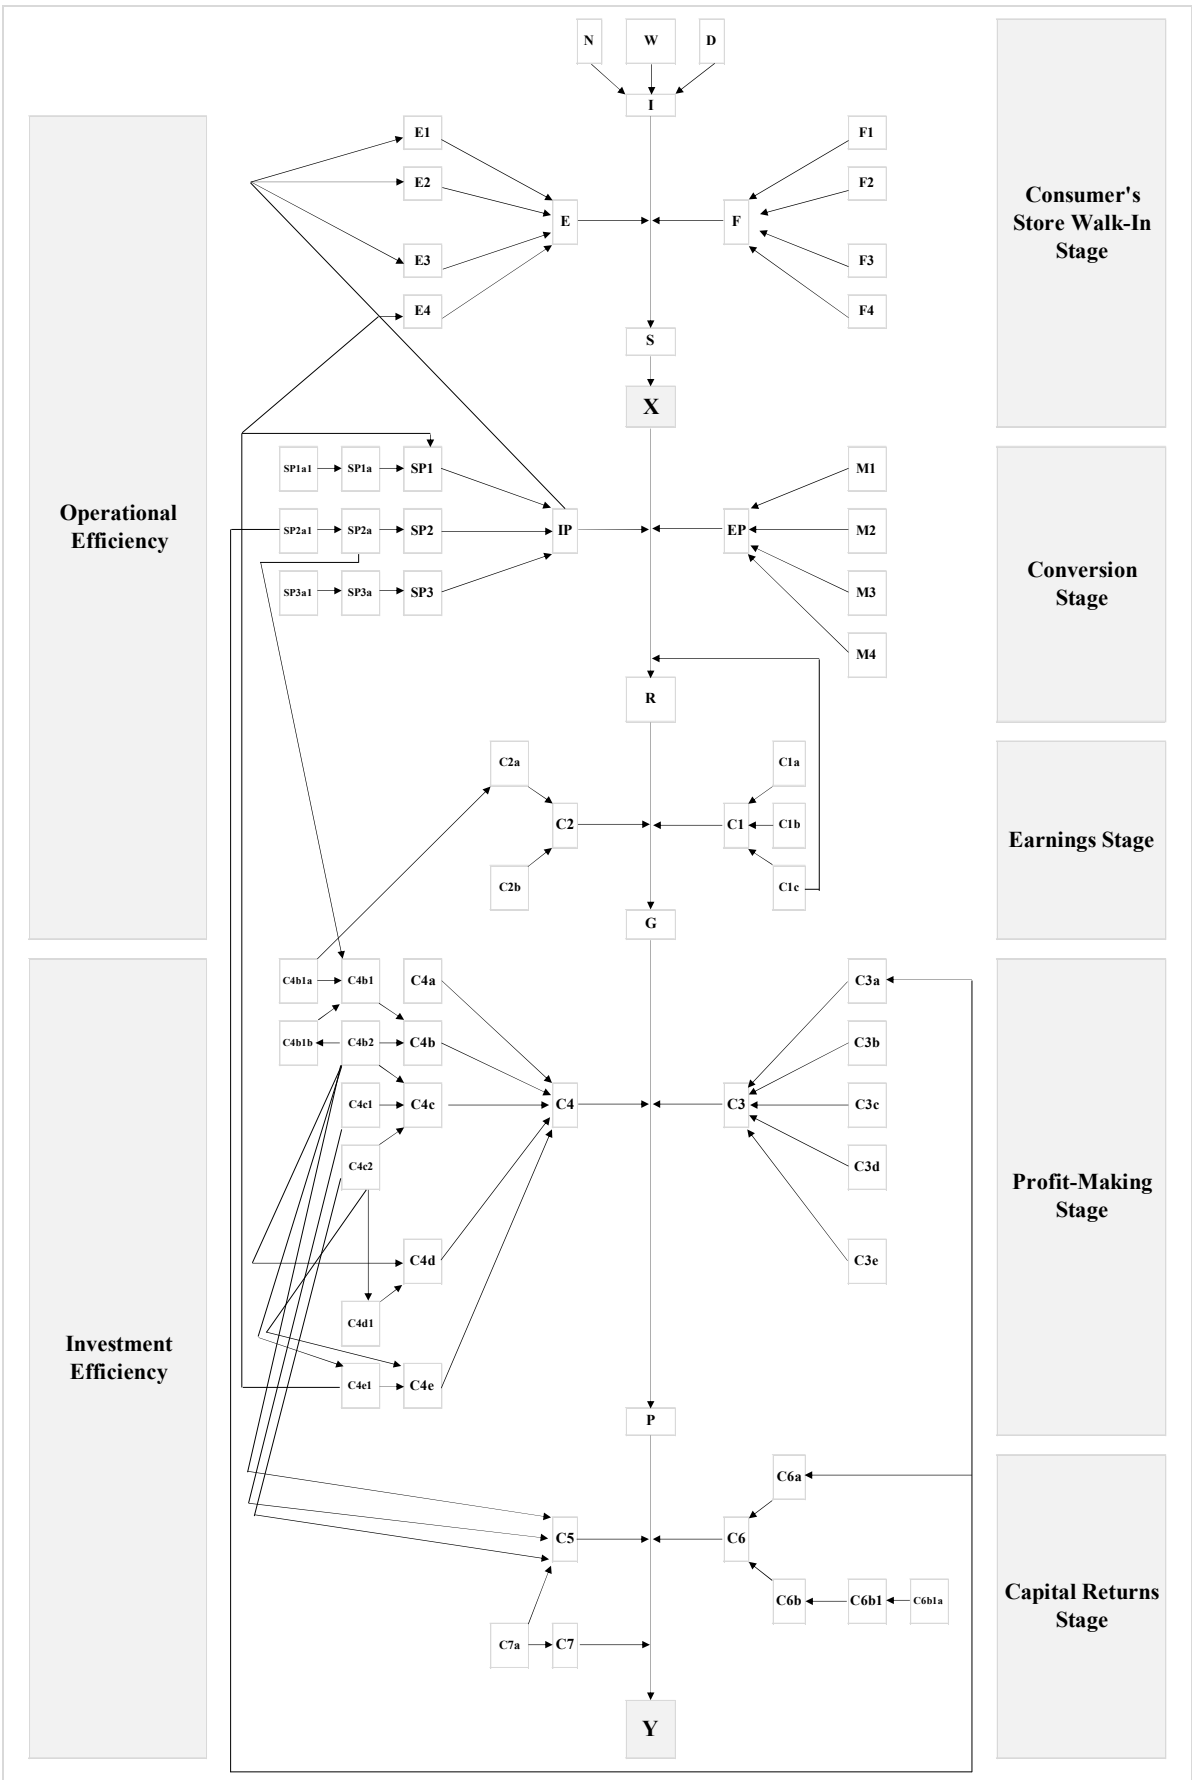 N W D
I
E1 F1
E2 F2
E F
E3 F3
E4 F4
S
X
Consumer's
Store Walk-In
Stage
Operational
Efficiency
SP1a1 SP1a SP1 M1
SP2a1 SP2a SP2 IP EP M2
SP3a1 SP3a SP3 M3
M4
R
Conversion
Stage
C2a C1a
C2 C1 C1b
C2b C1c
G
Earnings Stage
C4b1a C4b1 C4a C3a
C4b1b C4b2 C4b C3b
C4c1 C4c C4 C3 C3c
C4c2 C3d
C4d C3e
C4d1
C4e1 C4e
P
Profit-Making
Stage
Investment
Efficiency
C6a
C5 C6
C6b C6b1 C6b1a
C7a C7
Y
Capital Returns
Stage